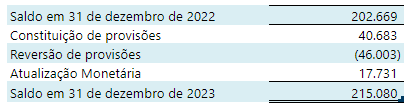 Saldo em 31 de dezembro de 2022 202.669
Constituição de provisões 40.683
Reversão de provisões (46.003)
Atualização Monetária 17.731
Saldo em 31 de dezembro de 2023 215.080